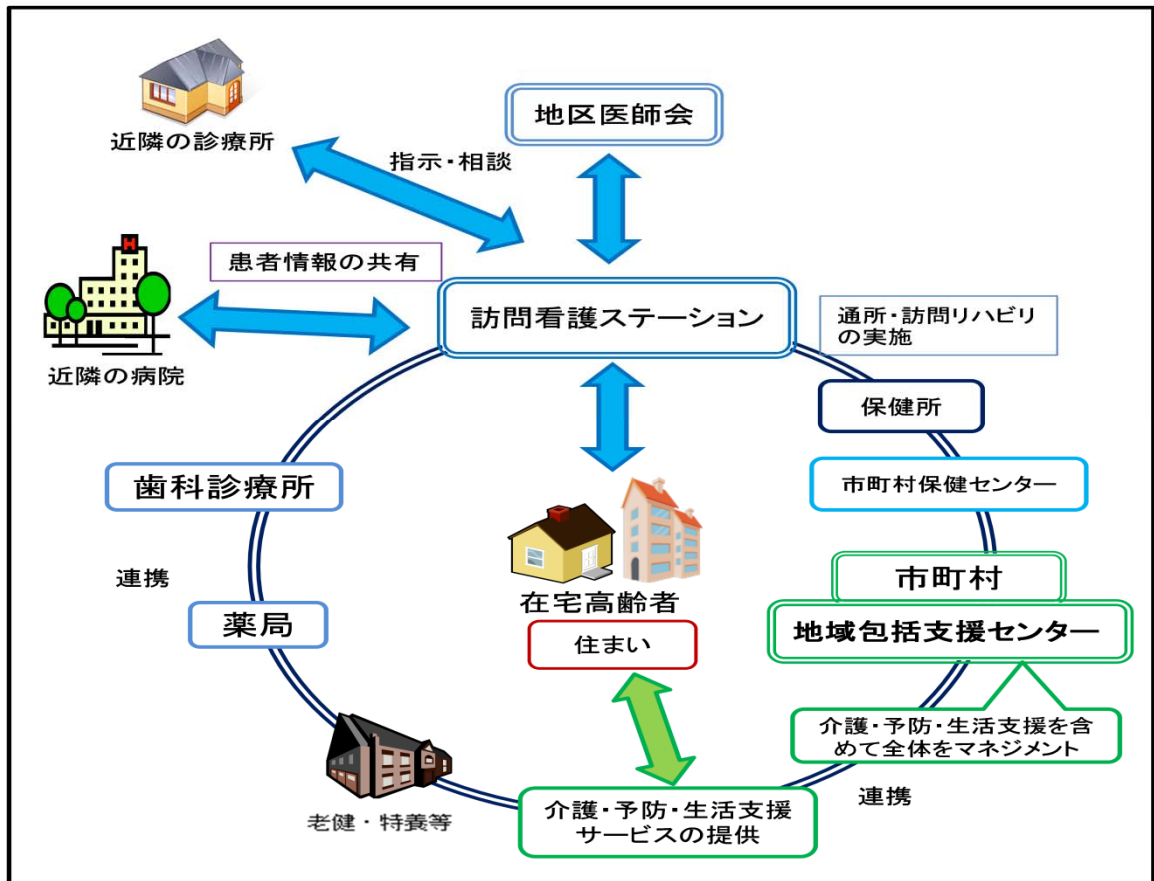 近隣の診療所
地区医師会
指示・相談
患者情報の共有
訪問看護ステーション
通所・訪問リハビリ
の実施
H
近隣の病院
保健所
歯科診療所
市町村保健センター
連携
市町村
在宅高齢者
薬局
地域包括支援センター
住まい
介護・予防・生活支援を含
めて全体をマネジメント
連携
老健・特養等
介護・予防・生活支援
サービスの提供